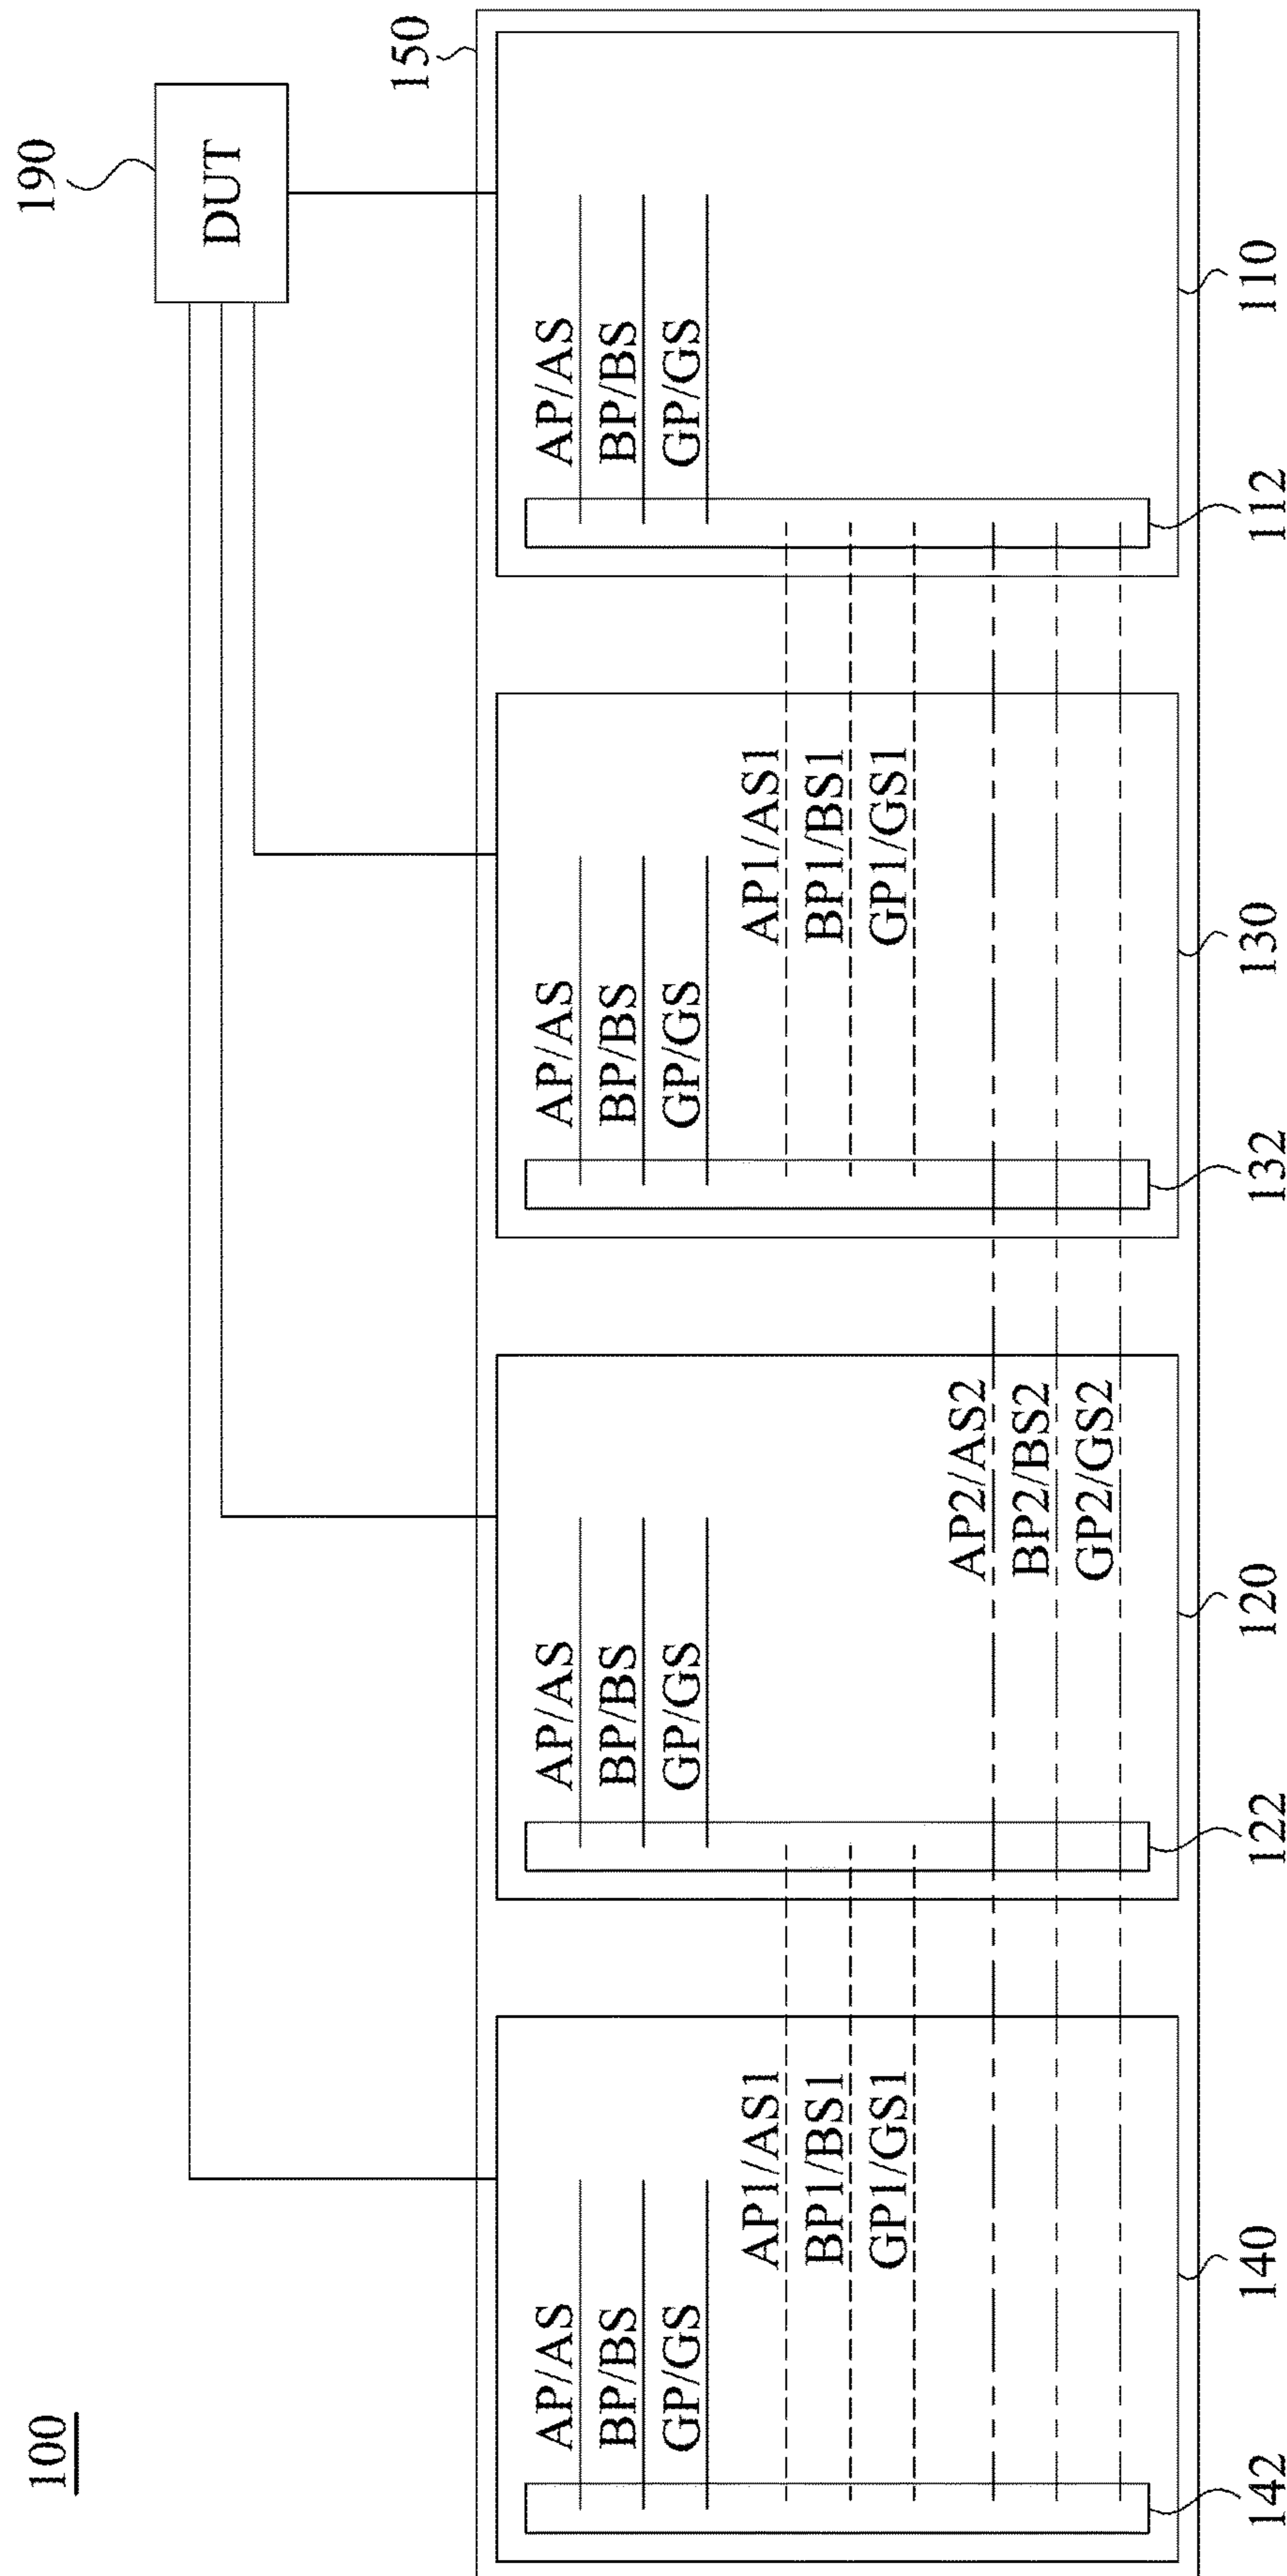 100
190
DUT
150
AP/AS
BP/BS
GP/GS
AP1/AS1
BP1/BS1
GP1/GS1
142
140
AP/AS
BP/BS
GP/GS
AP2/AS2
BP2/BS2
GP2/GS2
122
120
AP/AS
BP/BS
GP/GS
AP1/AS1
BP1/BS1
GP1/GS1
132
130
AP/AS
BP/BS
GP/GS
112
110